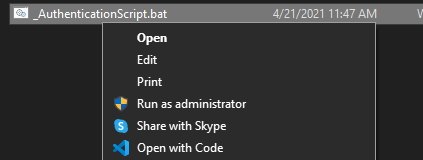 _AuthenticationScript.bat 4/21/2021 11:47 AM
Open
Edit
Print
Run as administrator
Share with Skype
Open with Code